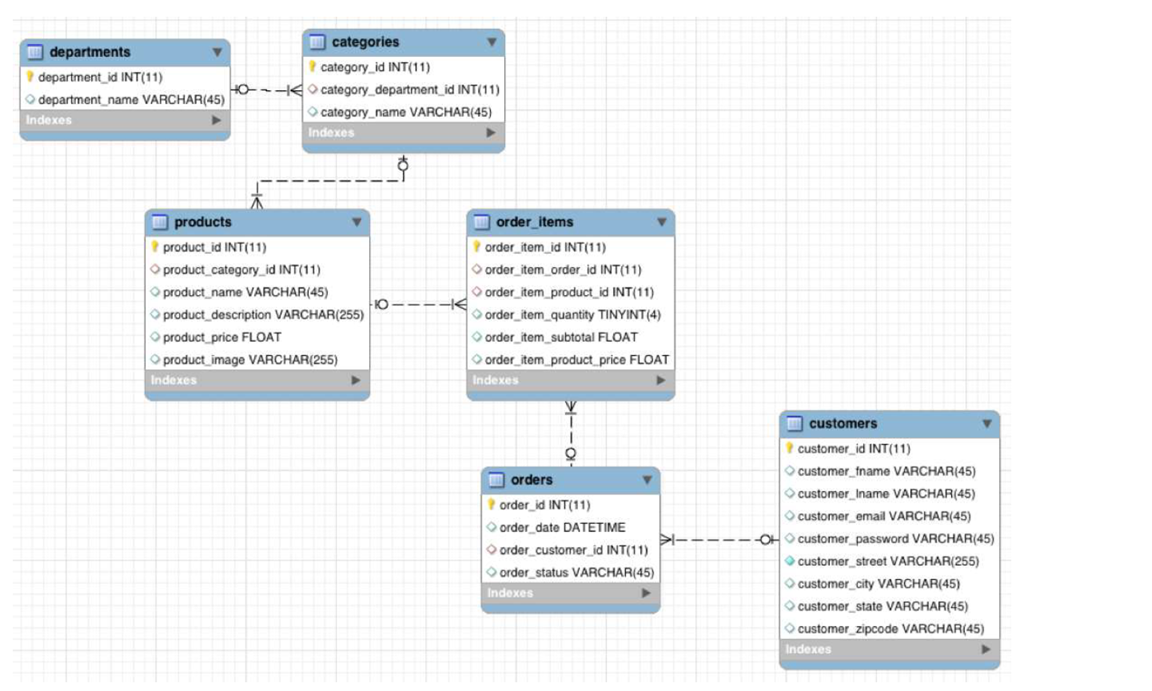 departments
department_id INT(11)
department_name VARCHAR(45)
Indexes
categories
category_id INT(11)
category_department_id INT(11)
category_name VARCHAR(45)
Indexes
products
product_id INT(11)
product_category_id INT(11)
product_name VARCHAR(45)
product_description VARCHAR(255)
product_price FLOAT
product_image VARCHAR(255)
Indexes
order_items
order_item_id INT(11)
order_item_order_id INT(11)
order_item_product_id INT(11)
order_item_quantity TINYINT(4)
order_item_subtotal FLOAT
order_item_product_price FLOAT
Indexes
orders
order_id INT(11)
order_date DATETIME
order_customer_id INT(11)
order_status VARCHAR(45)
Indexes
customers
customer_id INT(11)
customer_fname VARCHAR(45)
customer_lname VARCHAR(45)
customer_email VARCHAR(45)
customer_password VARCHAR(45)
customer_street VARCHAR(255)
customer_city VARCHAR(45)
customer_state VARCHAR(45)
customer_zipcode VARCHAR(45)
Indexes